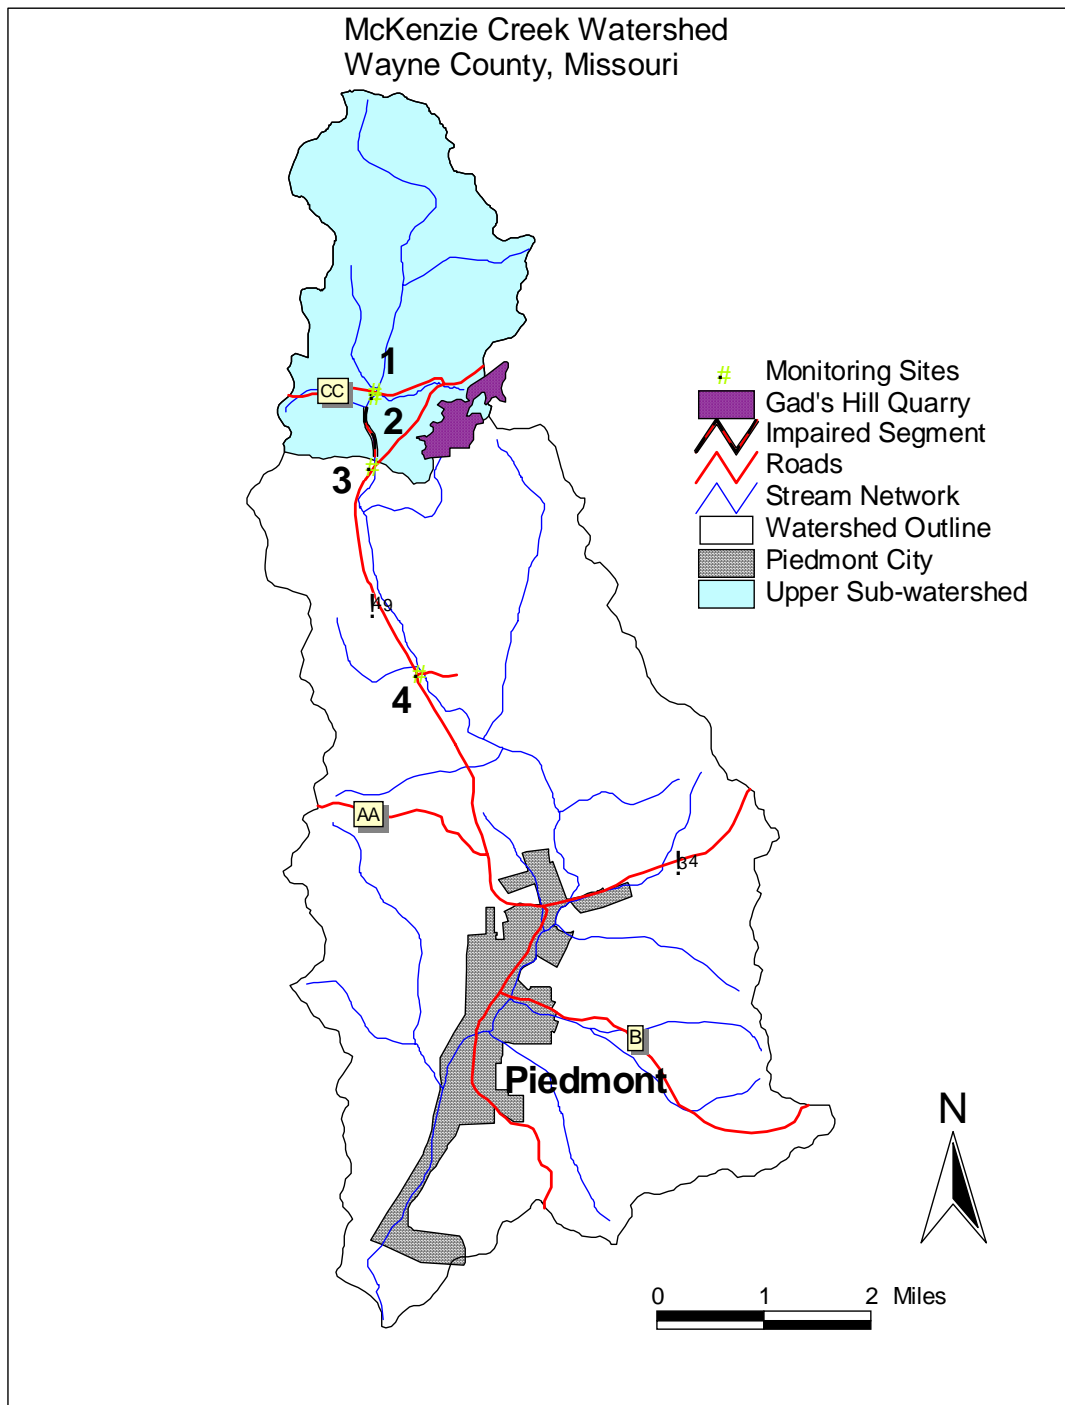 McKenzie Creek Watershed
Wayne County, Missouri
1
CC
2
3
Monitoring Sites
Gad's Hill Quarry
Impaired Segment
Roads
Stream Network
Watershed Outline
Piedmont City
Upper Sub-watershed
49
4
AA
34
B
Piedmont
N
0 1 2 Miles